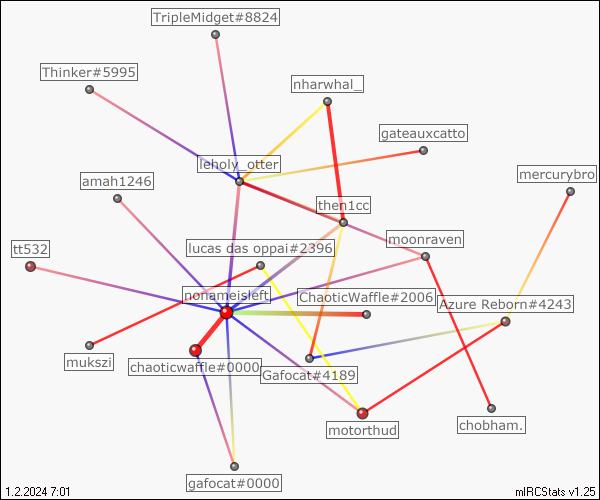 TripleMidget#8824
Thinker#5995
nharwhal_
gateauxcatto
leholy_otter
mercurybro
amah1246
then1cc
moonraven
tt532
lucas das oppai#2396
nonameisleft
ChaoticWaffle#2006
Azure Reborn#4243
mukszi
chaoticwaffle#0000
Gafocat#4189
motorthud
chobham.
gafocat#0000
1.2.2024 7:01
mIRCStats v1.25